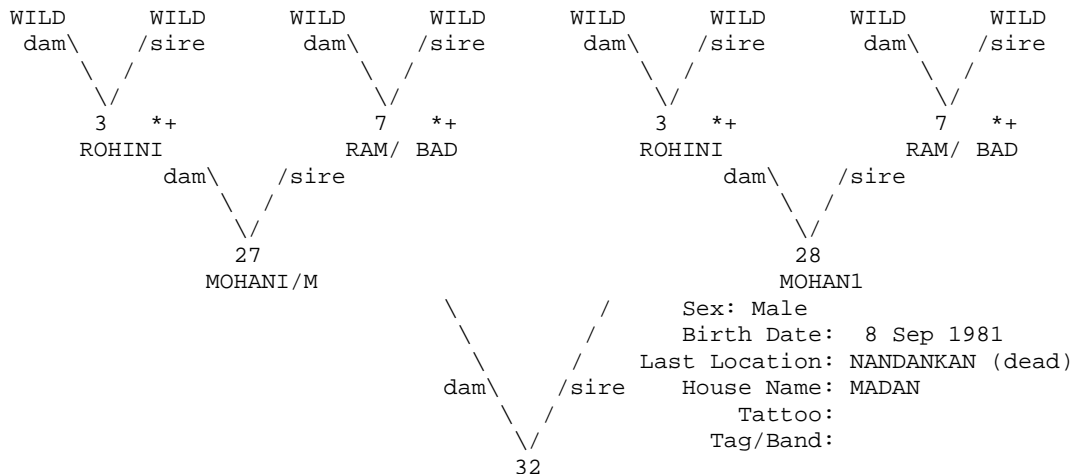 WILD WILD WILD WILD WILD WILD WILD WILD
dam\ /sire dam\ /sire dam\ /sire dam\ /sire
\ / \ / \ / \ /
\ / \ / \ / \ /
\/ \/ \/ \/
3 *+ 7 *+ 3 *+ 7 *+
ROHINI RAM/ BAD ROHINI RAM/ BAD
dam\ /sire dam\ /sire
\ / \ /
\/ \/
27 28
MOHANI/M MOHAN1
\ / Sex: Male
\ / Birth Date: 8 Sep 1981
\ / Last Location: NANDANKAN (dead)
dam\ /sire House Name: MADAN
\ / Tattoo:
\/ Tag/Band:
32